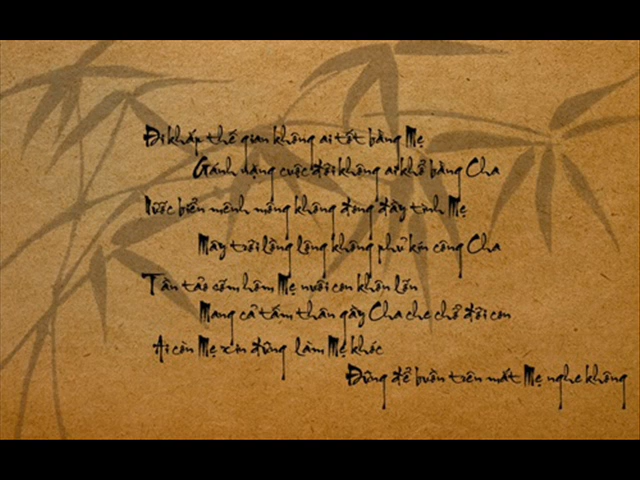 Đi khắp thế gian không ai tốt bằng Mẹ
Gánh nặng cuộc đời không ai khổ bằng Cha
Nước biển mênh mông không đong đầy tình Mẹ
Mây trời lồng lộng không phủ kín công Cha
Tần tảo sớm hôm Mẹ nuôi con khôn lớn
Mang cả tấm thân gầy Cha che chở đời con
Ai còn Mẹ xin đừng làm Mẹ khóc
Đừng để buồn trên mắt Mẹ nghe không